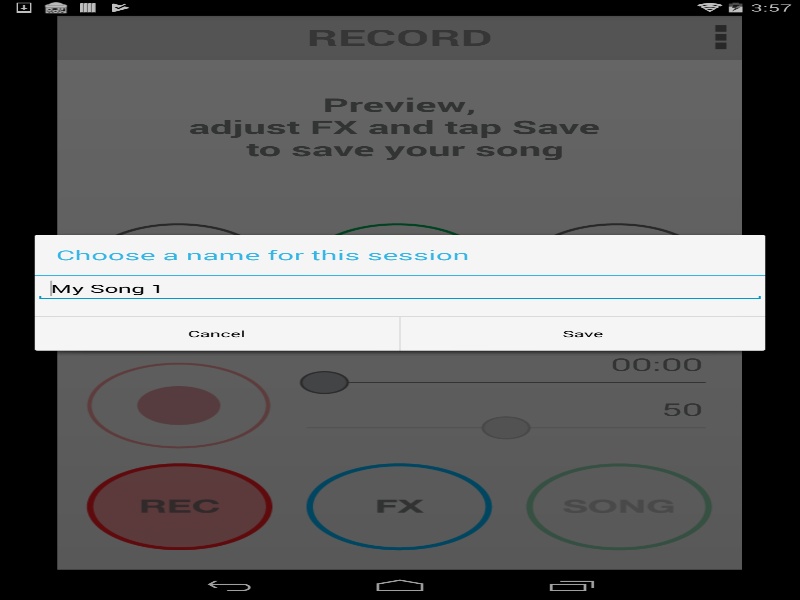 3:57
RECORD
Preview,
adjust FX and tap Save
to save your song
Choose a name for this session
My Song 1
Cancel
Save
00:00
50
REC
FX
SONG